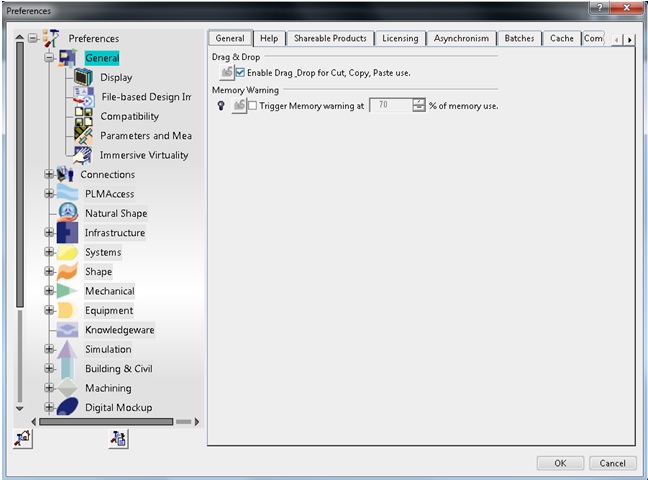 Preferences
Preferences
General
Display
File-based Design Im
Compatibility
Parameters and Mea
Immersive Virtuality
Connections
PLMAccess
Natural Shape
Infrastructure
Systems
Shape
Mechanical
Equipment
Knowledgeware
Simulation
Building & Civil
Machining
Digital Mockup
General Help Shareable Products Licensing Asynchronism Batches Cache Com
Drag & Drop
Enable Drag _Drop for Cut, Copy, Paste use.
Memory Warning
Trigger Memory warning at 70 % of memory use.
OK Cancel